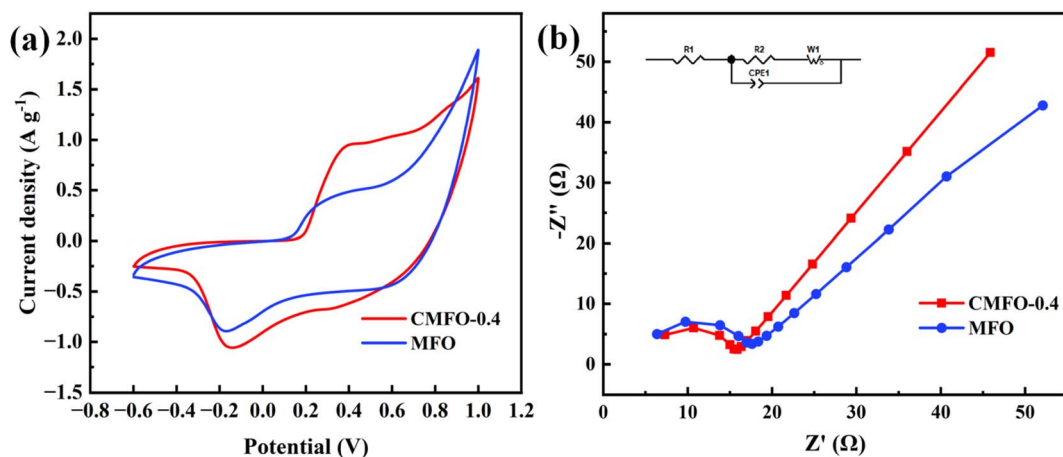 (a)
Current density (A g⁻¹)
2.0
1.5
1.0
0.5
0.0
−0.5
−1.0
−1.5
−0.8 −0.6 −0.4 −0.2 0.0 0.2 0.4 0.6 0.8 1.0 1.2
Potential (V)
CMFO-0.4
MFO
(b)
-Z" (Ω)
50
40
30
20
10
0
0 10 20 30 40 50
Z' (Ω)
R1 R2 W1
CPE1
CMFO-0.4
MFO